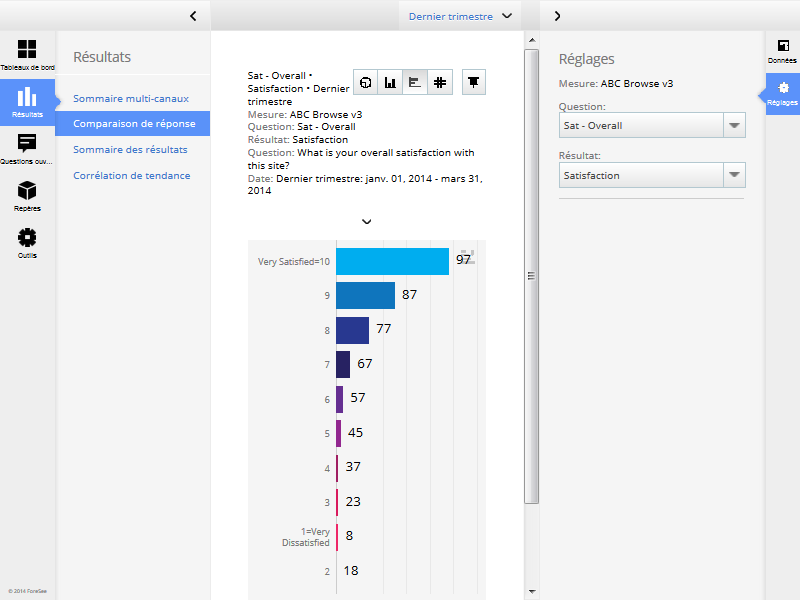 Dernier trimestre
Tableaux de bord
Résultats
Questions ouv...
Repères
Outils
© 2014 ForeSee
Résultats
Sommaire multi-canaux
Comparaison de réponse
Sommaire des résultats
Corrélation de tendance
Sat - Overall •
Satisfaction • Dernier
trimestre
Mesure: ABC Browse v3
Question: Sat - Overall
Résultat: Satisfaction
Question: What is your overall satisfaction with
this site?
Date: Dernier trimestre: janv. 01, 2014 - mars 31,
2014
Very Satisfied=10 97
9 87
8 77
7 67
6 57
5 45
4 37
3 23
1=Very
Dissatisfied 8
2 18
Réglages
Mesure: ABC Browse v3
Question:
Sat - Overall
Résultat:
Satisfaction
Données
Réglages